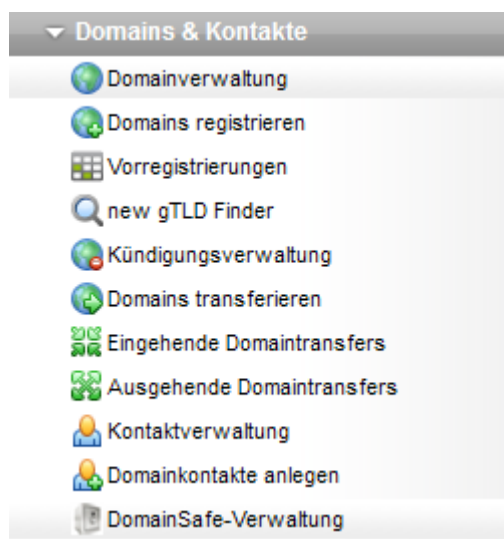 Domains & Kontakte
Domainverwaltung
Domains registrieren
Vorregistrierungen
new gTLD Finder
Kündigungsverwaltung
Domains transferieren
Eingehende Domaintransfers
Ausgehende Domaintransfers
Kontaktverwaltung
Domainkontakte anlegen
DomainSafe-Verwaltung